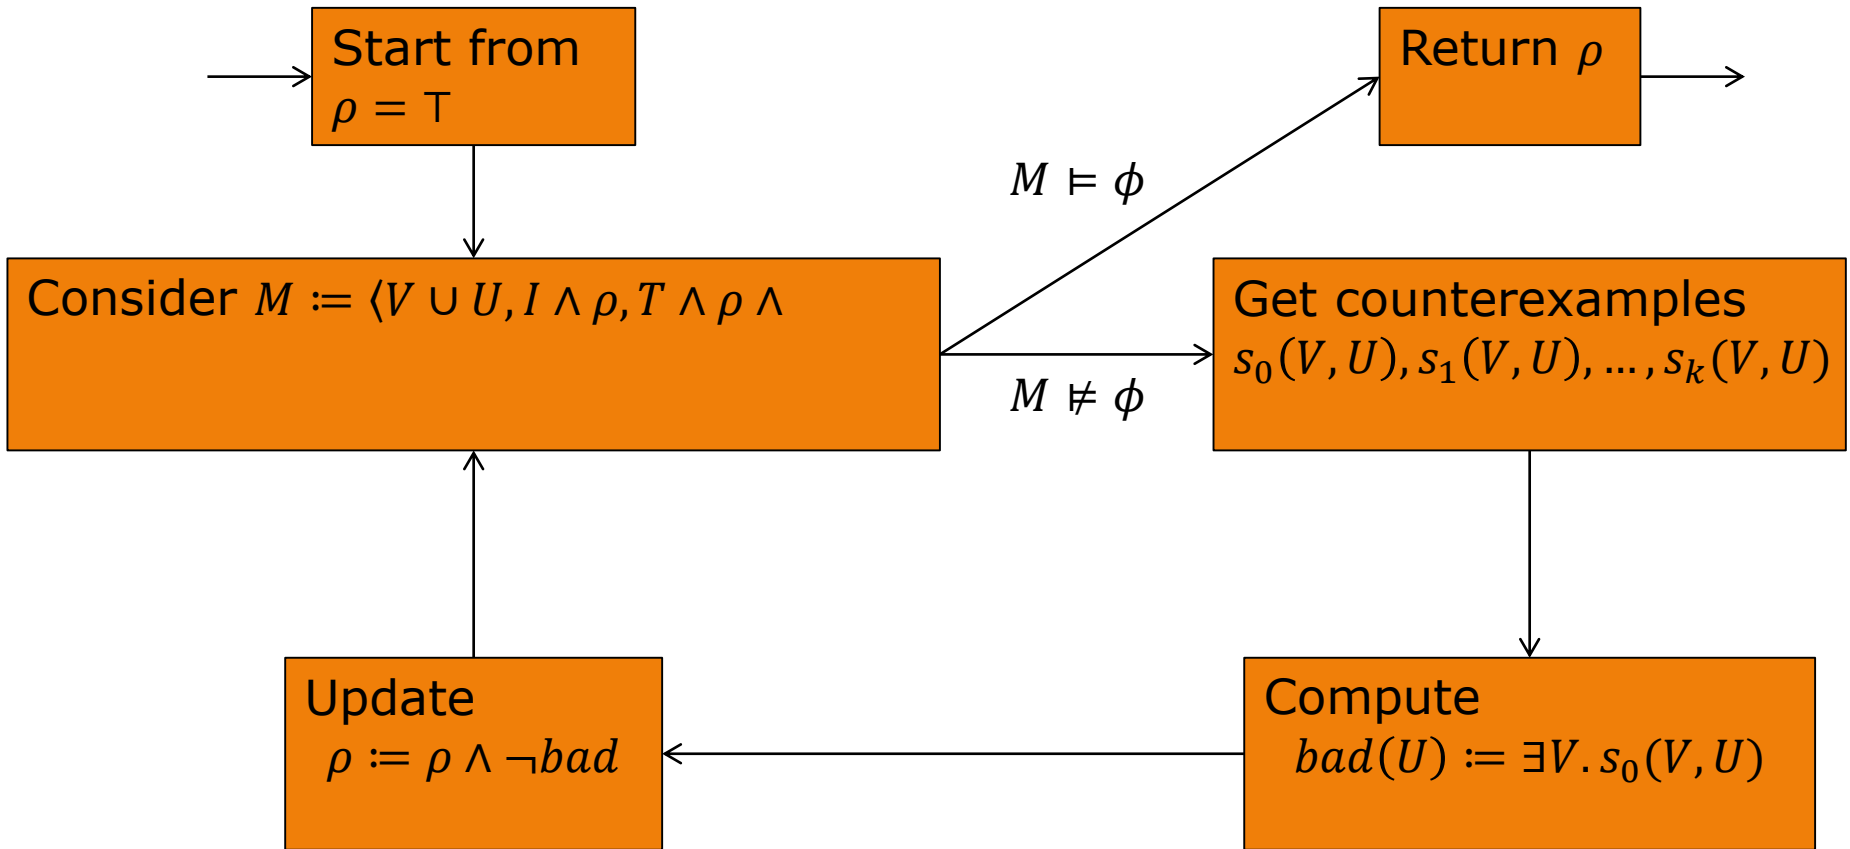 Start from
𝜌 = ⊤
Return 𝜌
𝑀 ⊨ 𝜙
Consider 𝑀 ≔ ⟨𝑉 ∪ 𝑈, 𝐼 ∧ 𝜌, 𝑇 ∧ 𝜌 ∧
Get counterexamples
𝑠₀(𝑉, 𝑈), 𝑠₁(𝑉, 𝑈), … , 𝑠ₖ(𝑉, 𝑈)
𝑀 ⊭ 𝜙
Update
𝜌 ≔ 𝜌 ∧ ¬𝑏𝑎𝑑
Compute
𝑏𝑎𝑑(𝑈) ≔ ∃𝑉. 𝑠₀(𝑉, 𝑈)